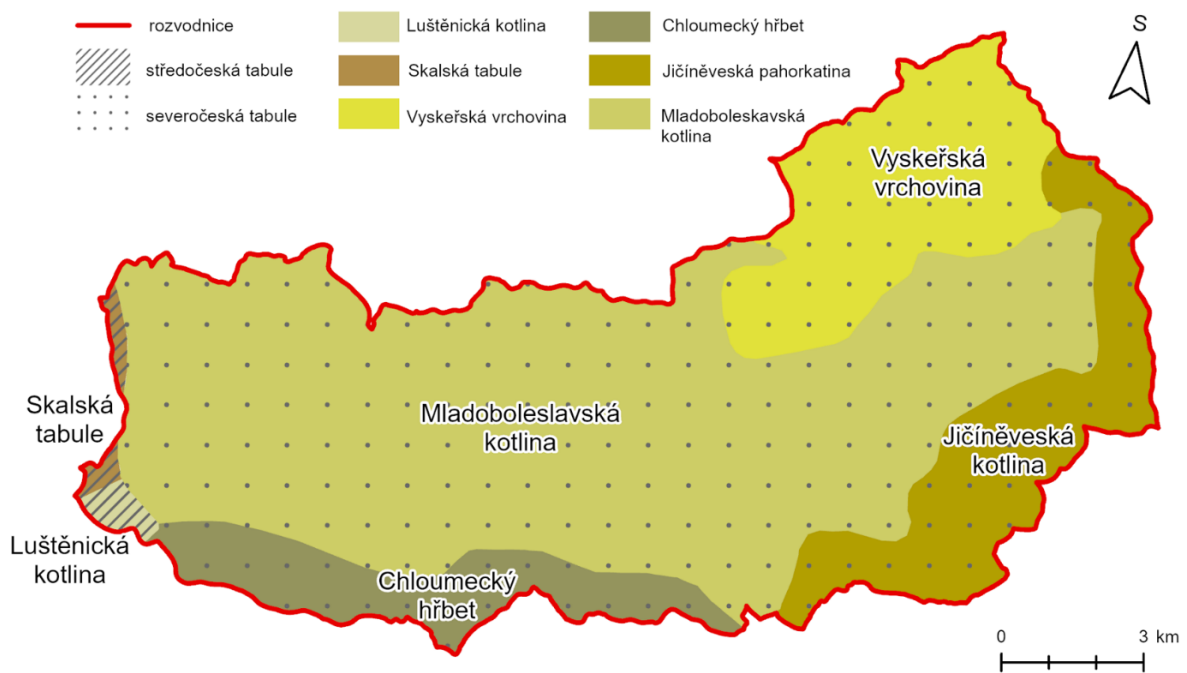 rozvodnice
středočeská tabule
severočeská tabule
Luštěnická kotlina
Skalská tabule
Vyskeřská vrchovina
Chloumecký hřbet
Jičíněveská pahorkatina
Mladoboleskavská
kotlina
S
Vyskeřská
vrchovina
Skalská
tabule
Mladoboleslavská
kotlina
Jičíněveská
kotlina
Luštěnická
kotlina
Chloumecký
hřbet
0 3 km